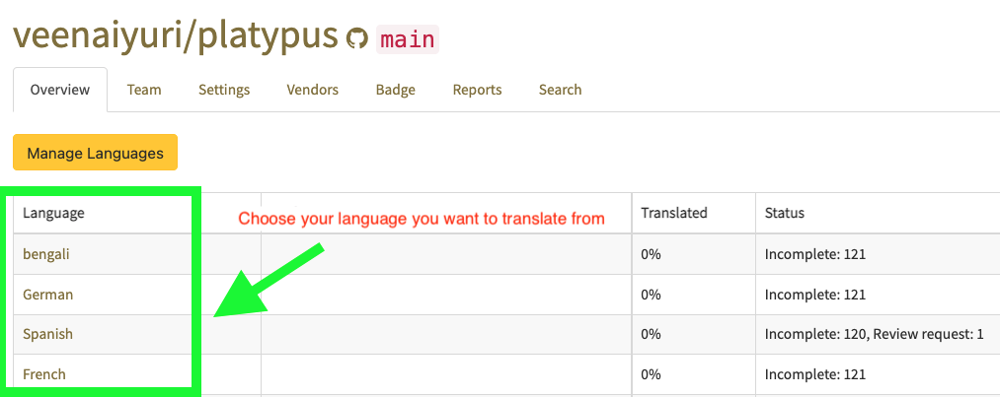 veenaiyuri/platypus main
Overview Team Settings Vendors Badge Reports Search
Manage Languages
Language Choose your language you want to translate from Translated Status
bengali 0% Incomplete: 121
German 0% Incomplete: 121
Spanish 0% Incomplete: 120, Review request: 1
French 0% Incomplete: 121